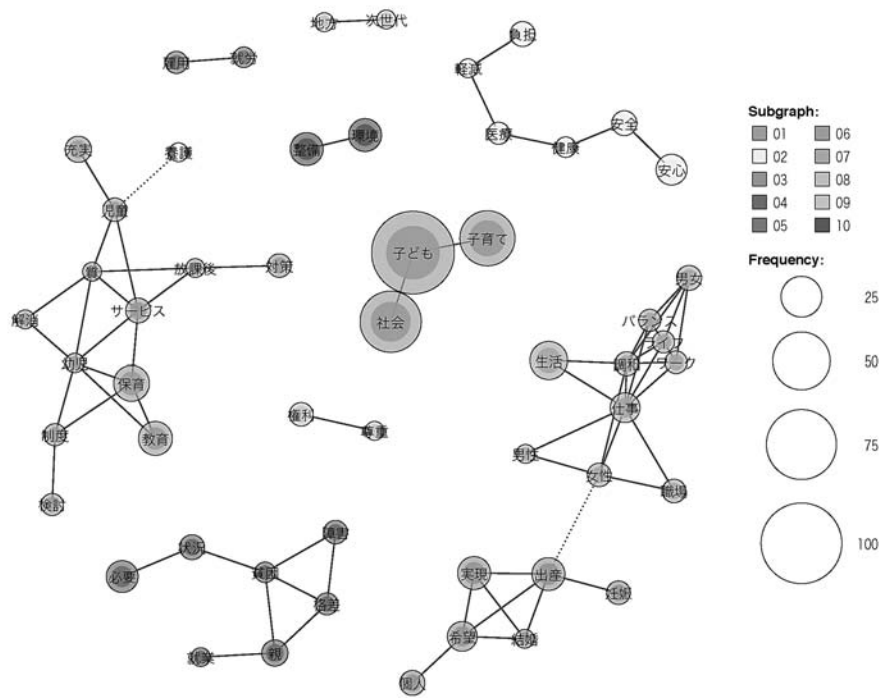 地方
次世代
雇用
就労
負担
軽減
医療
健康
安全
安心
整備
環境
充実
養護
児童
質
放課後
対策
解消
サービス
幼児
保育
制度
教育
検討
子ども
子育て
社会
男女
バランス
ライフ
ワーク
生活
調和
仕事
男性
女性
職場
権利
尊重
必要
状況
貧困
障害
格差
就業
親
実現
出産
妊娠
希望
結婚
個人
Subgraph:
01
02
03
04
05
06
07
08
09
10
Frequency:
25
50
75
100